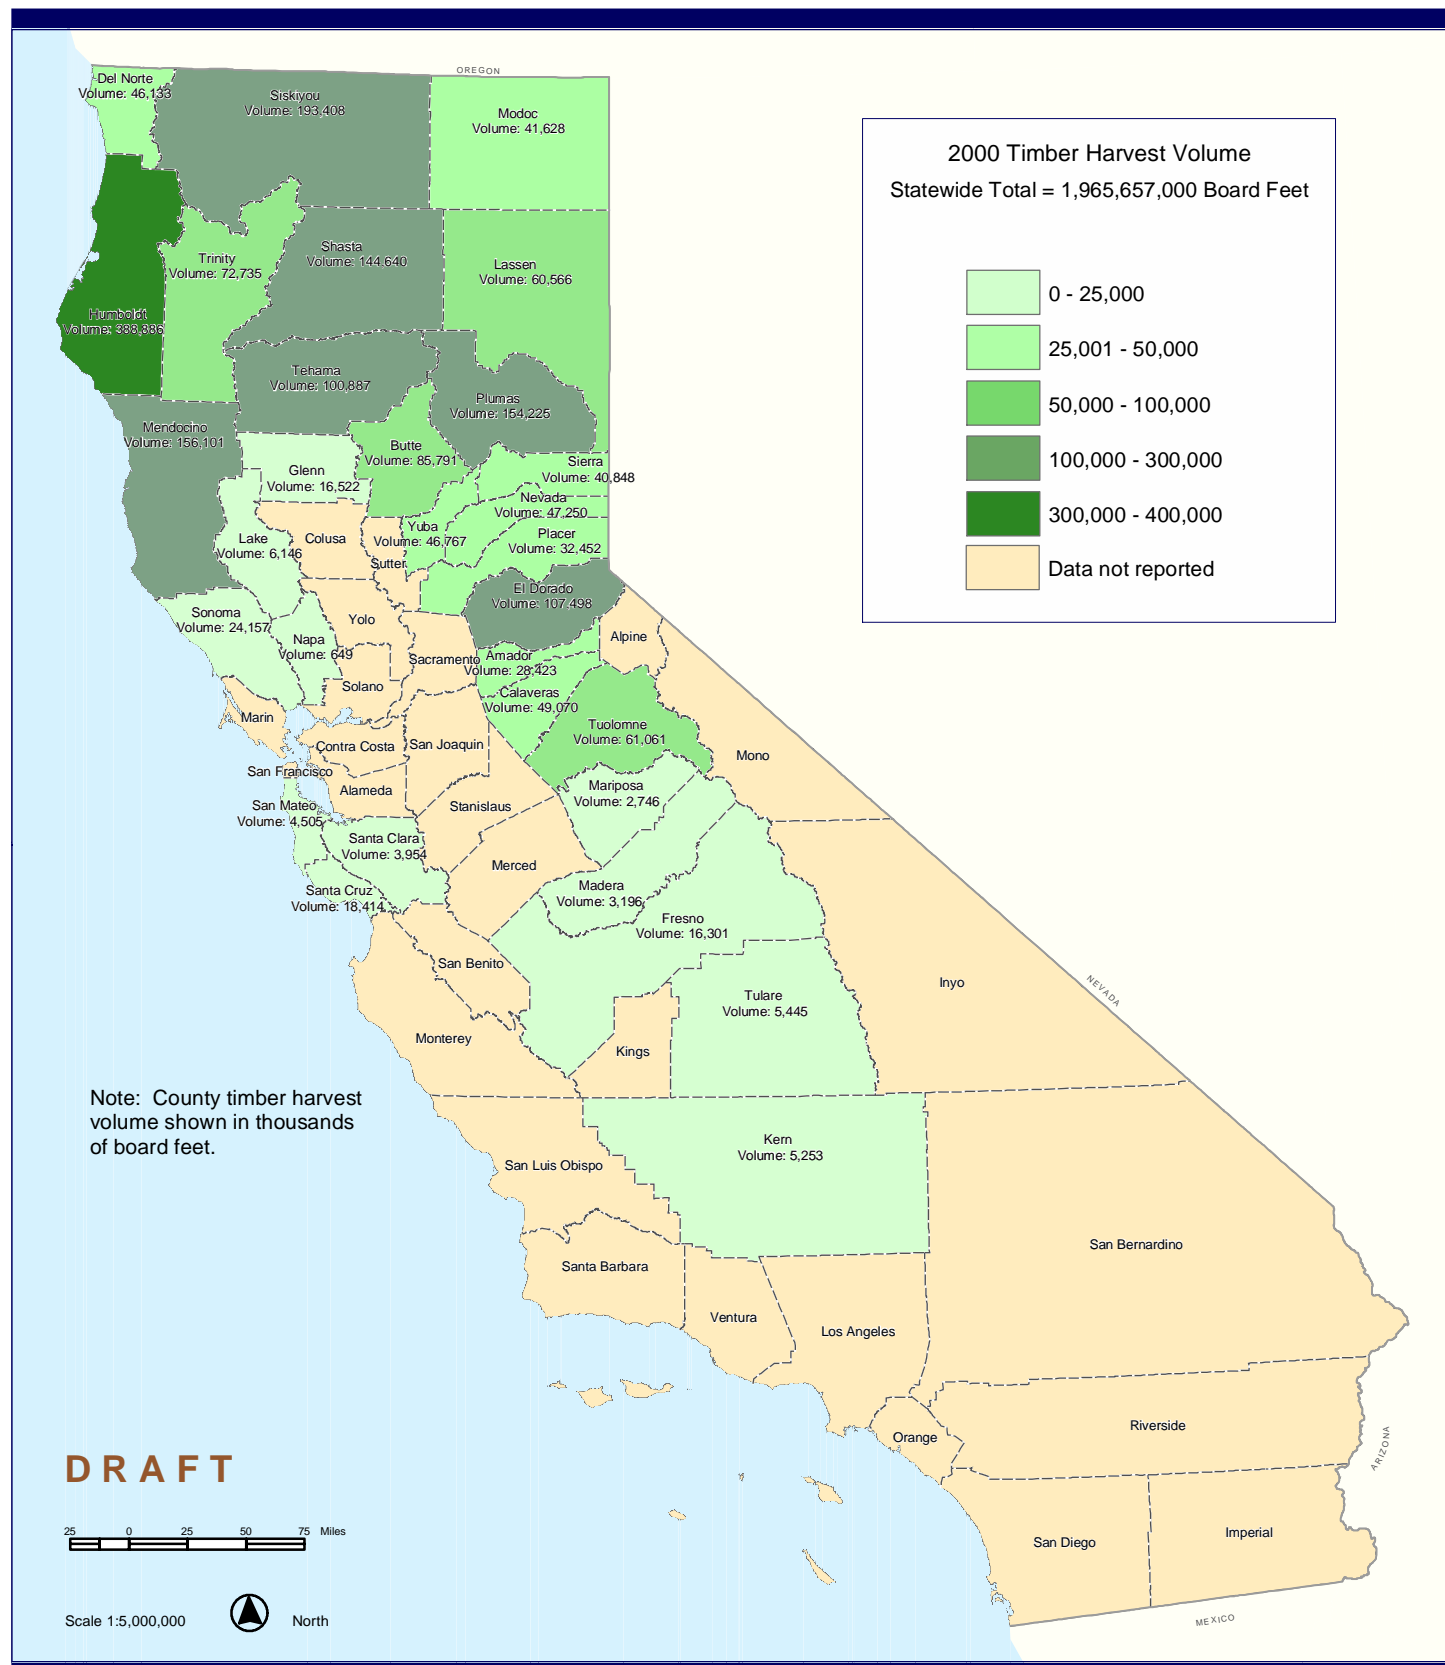 OREGON
Del Norte
Volume: 46,133
Siskiyou
Volume: 193,408
Modoc
Volume: 41,628
2000 Timber Harvest Volume
Statewide Total = 1,965,657,000 Board Feet
0 - 25,000
25,001 - 50,000
50,000 - 100,000
100,000 - 300,000
300,000 - 400,000
Data not reported
Trinity
Volume: 72,735
Shasta
Volume: 144,640
Lassen
Volume: 60,566
Humboldt
Volume: 388,886
Tehama
Volume: 100,887
Plumas
Volume: 154,225
Mendocino
Volume: 156,101
Butte
Volume: 85,791
Glenn
Volume: 16,522
Sierra
Volume: 40,848
Nevada
Volume: 47,250
Yuba
Volume: 46,767
Placer
Volume: 32,452
Lake
Volume: 6,146
Colusa
Sutter
El Dorado
Volume: 107,498
Sonoma
Volume: 24,157
Yolo
Napa
Volume: 649
Alpine
Sacramento
Amador
Volume: 28,423
Solano
Calaveras
Volume: 49,070
Marin
Tuolomne
Volume: 61,061
Contra Costa
San Joaquin
Mono
San Francisco
Alameda
Mariposa
Volume: 2,746
San Mateo
Volume: 4,505
Stanislaus
Santa Clara
Volume: 3,954
Merced
Santa Cruz
Volume: 18,414
Madera
Volume: 3,196
Fresno
Volume: 16,301
San Benito
Inyo
NEVADA
Tulare
Volume: 5,445
Monterey
Kings
Note: County timber harvest
volume shown in thousands
of board feet.
Kern
Volume: 5,253
San Luis Obispo
San Bernardino
Santa Barbara
Ventura
Los Angeles
Riverside
Orange
ARIZONA
DRAFT
25 0 25 50 75 Miles
San Diego
Imperial
Scale 1:5,000,000
North
MEXICO